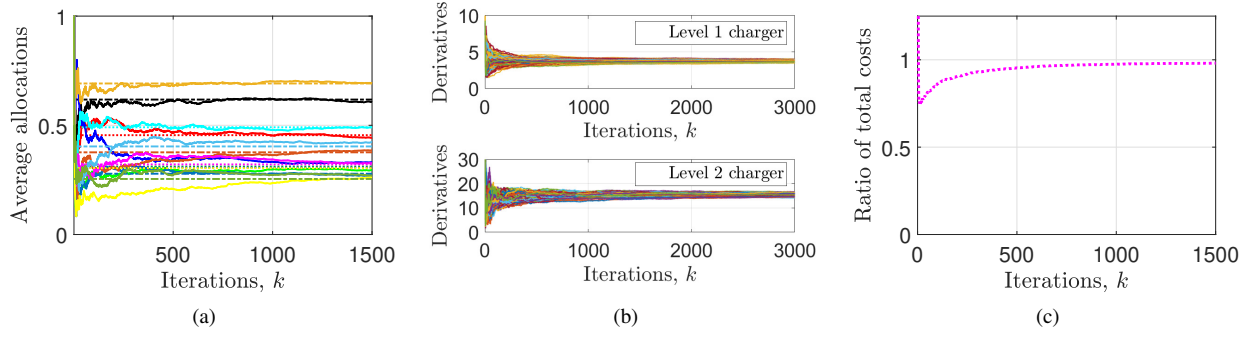 Average allocations
1
0.5
0
500
1000
1500
Iterations, k
(a)
Derivatives
10
5
0
Level 1 charger
0
1000
2000
3000
Iterations, k
Derivatives
30
20
10
0
Level 2 charger
0
1000
2000
3000
Iterations, k
(b)
Ratio of total costs
1
0.5
0
0
500
1000
1500
Iterations, k
(c)